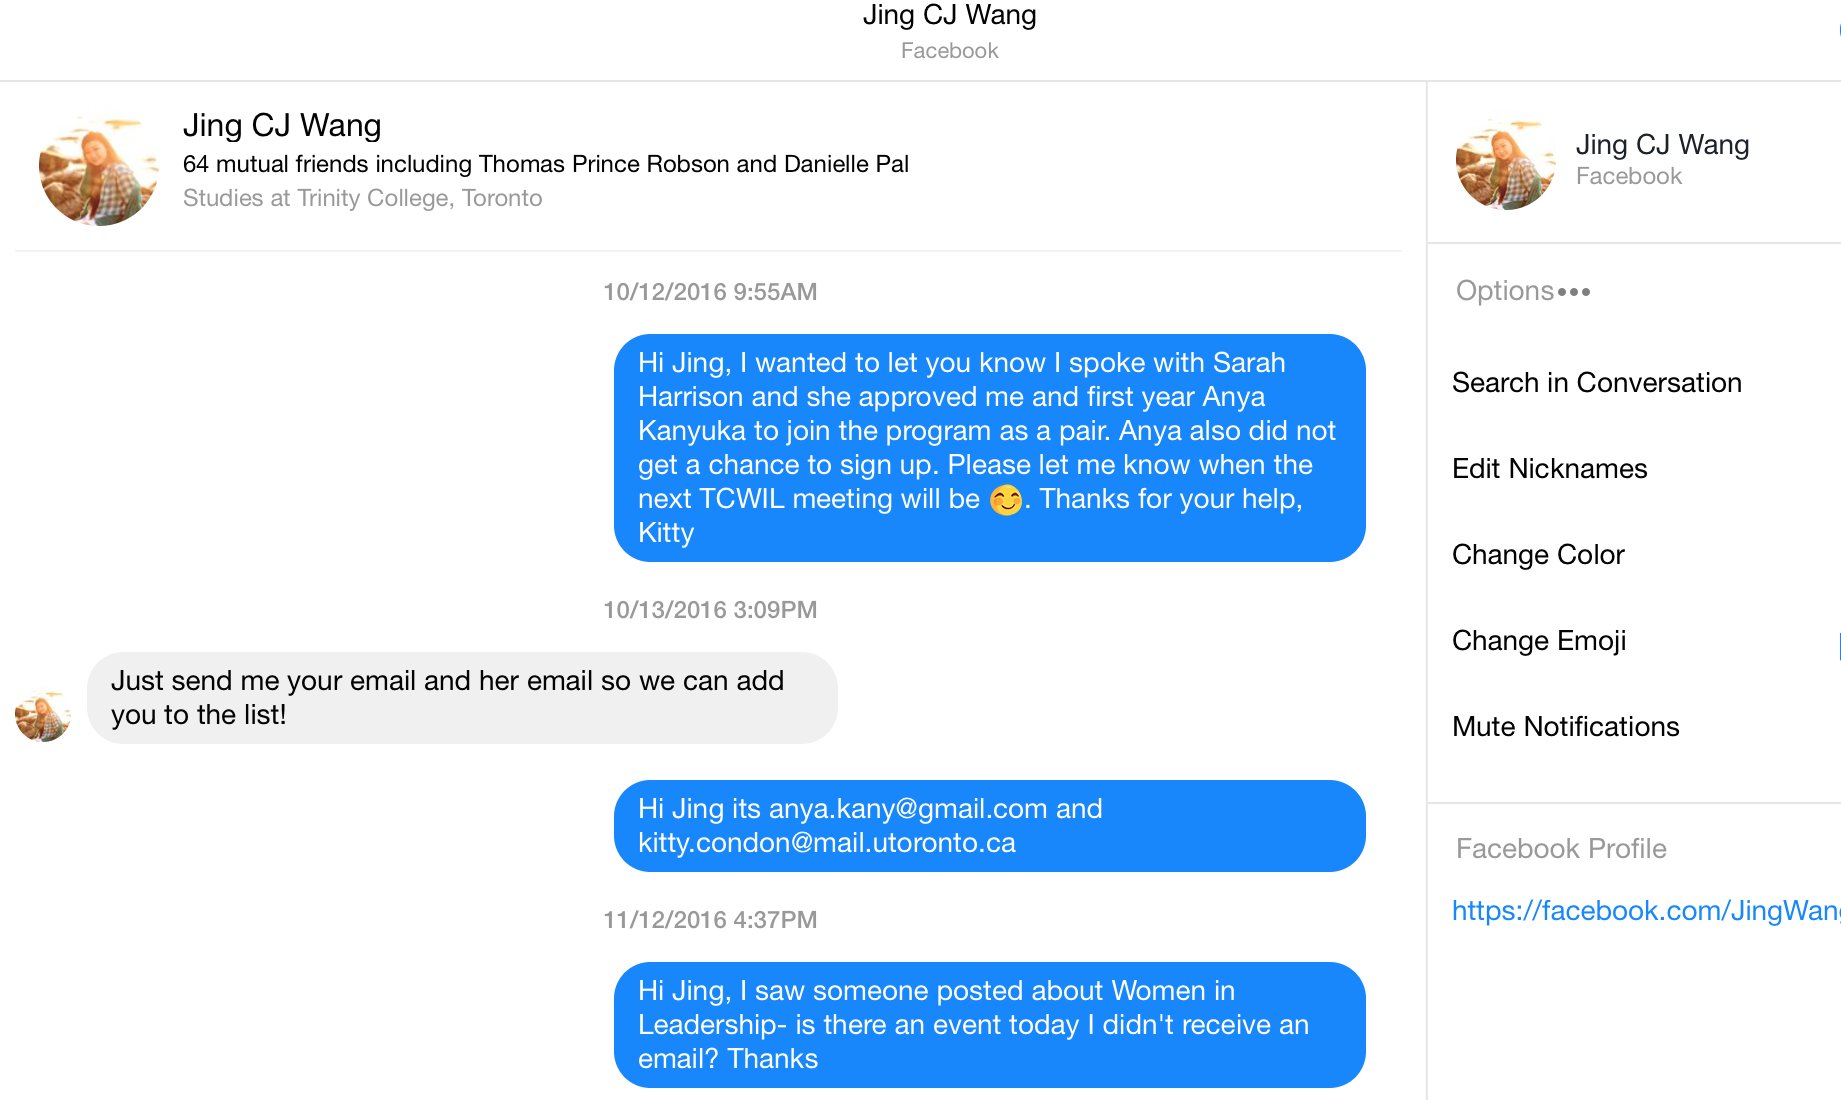 Jing CJ Wang
Facebook
Jing CJ Wang
64 mutual friends including Thomas Prince Robson and Danielle Pal
Studies at Trinity College, Toronto
10/12/2016 9:55AM
Hi Jing, I wanted to let you know I spoke with Sarah
Harrison and she approved me and first year Anya
Kanyuka to join the program as a pair. Anya also did not
get a chance to sign up. Please let me know when the
next TCWIL meeting will be 😊. Thanks for your help,
Kitty
10/13/2016 3:09PM
Just send me your email and her email so we can add
you to the list!
Hi Jing its anya.kany@gmail.com and
kitty.condon@mail.utoronto.ca
11/12/2016 4:37PM
Hi Jing, I saw someone posted about Women in
Leadership- is there an event today I didn't receive an
email? Thanks
Jing CJ Wang
Facebook
Options•••
Search in Conversation
Edit Nicknames
Change Color
Change Emoji
Mute Notifications
Facebook Profile
https://facebook.com/JingWang